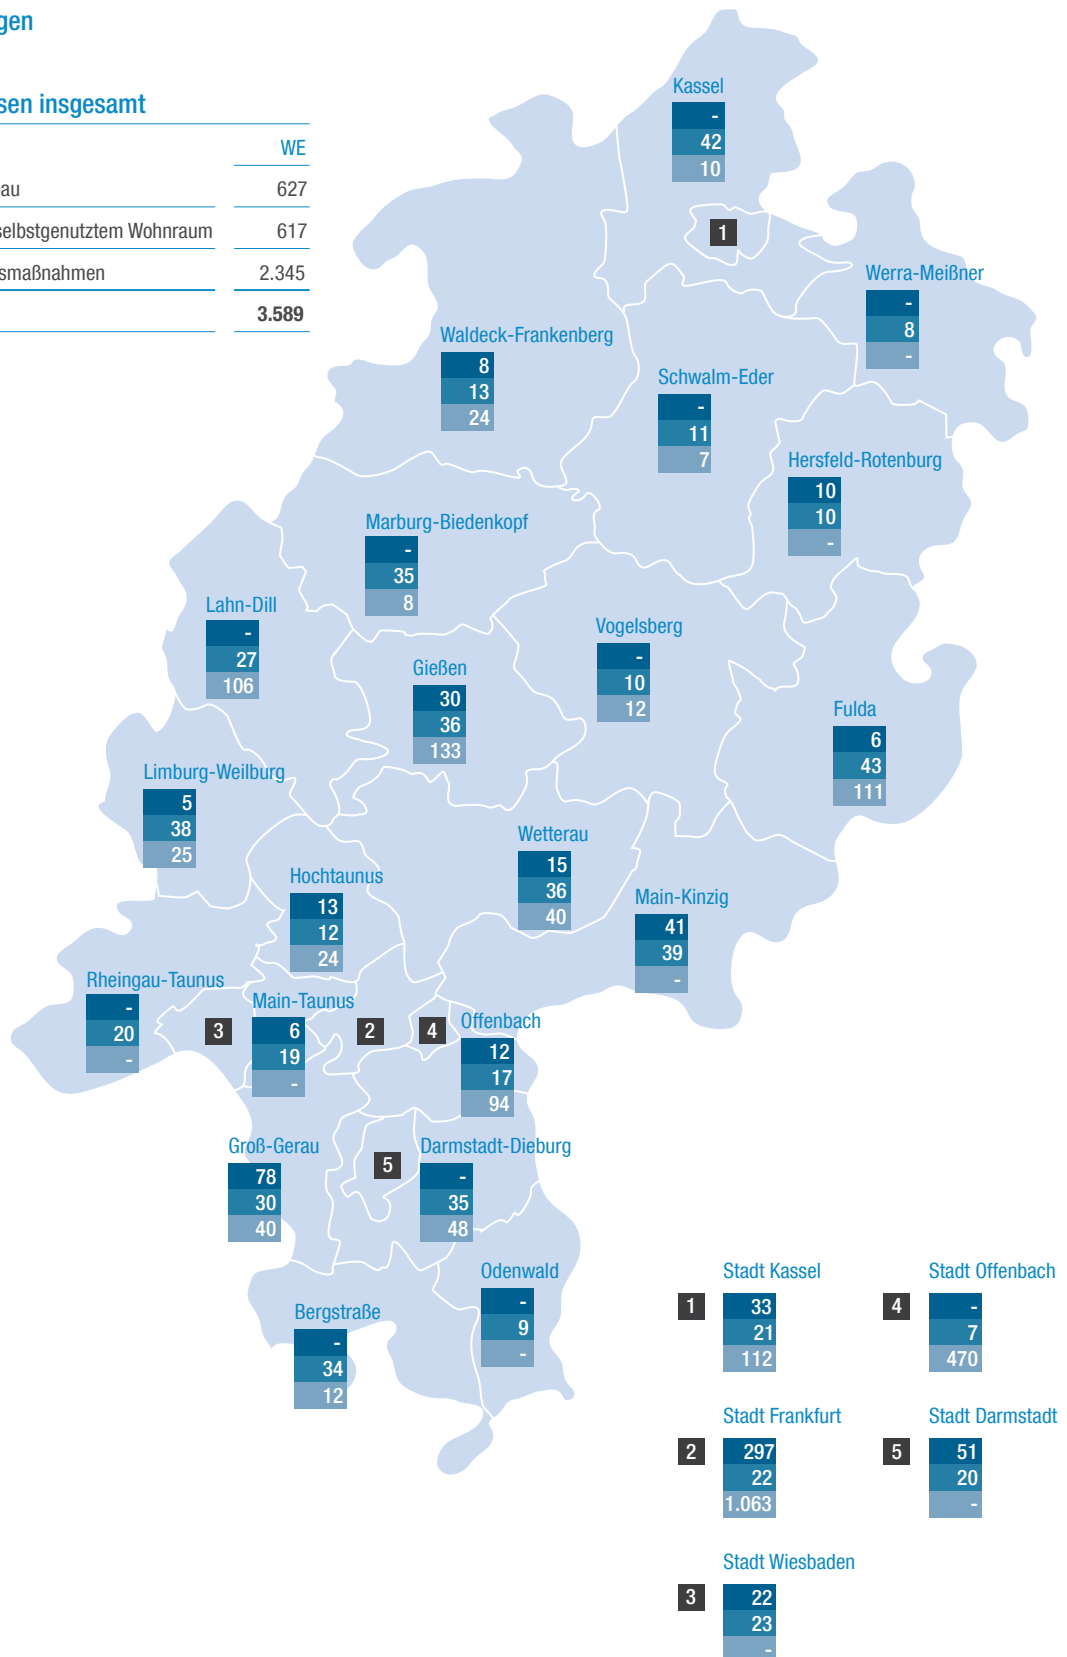 gen
sen insgesamt
WE
au 627
selbstgenutztem Wohnraum 617
smaßnahmen 2.345
3.589
Kassel
-
42
10
1
Werra-Meißner
-
8
-
Waldeck-Frankenberg
8
13
24
Schwalm-Eder
-
11
7
Hersfeld-Rotenburg
10
10
-
Marburg-Biedenkopf
-
35
8
Lahn-Dill
-
27
106
Vogelsberg
-
10
12
Gießen
30
36
133
Fulda
6
43
111
Limburg-Weilburg
5
38
25
Wetterau
15
36
40
Hochtaunus
13
12
24
Main-Kinzig
41
39
-
Rheingau-Taunus
-
20
-
3
Main-Taunus
6
19
-
2
4
Offenbach
12
17
94
Groß-Gerau
78
30
40
5
Darmstadt-Dieburg
-
35
48
Odenwald
-
9
-
Bergstraße
-
34
12
Stadt Kassel
1
33
21
112
Stadt Offenbach
4
-
7
470
Stadt Frankfurt
2
297
22
1.063
Stadt Darmstadt
5
51
20
-
Stadt Wiesbaden
3
22
23
-